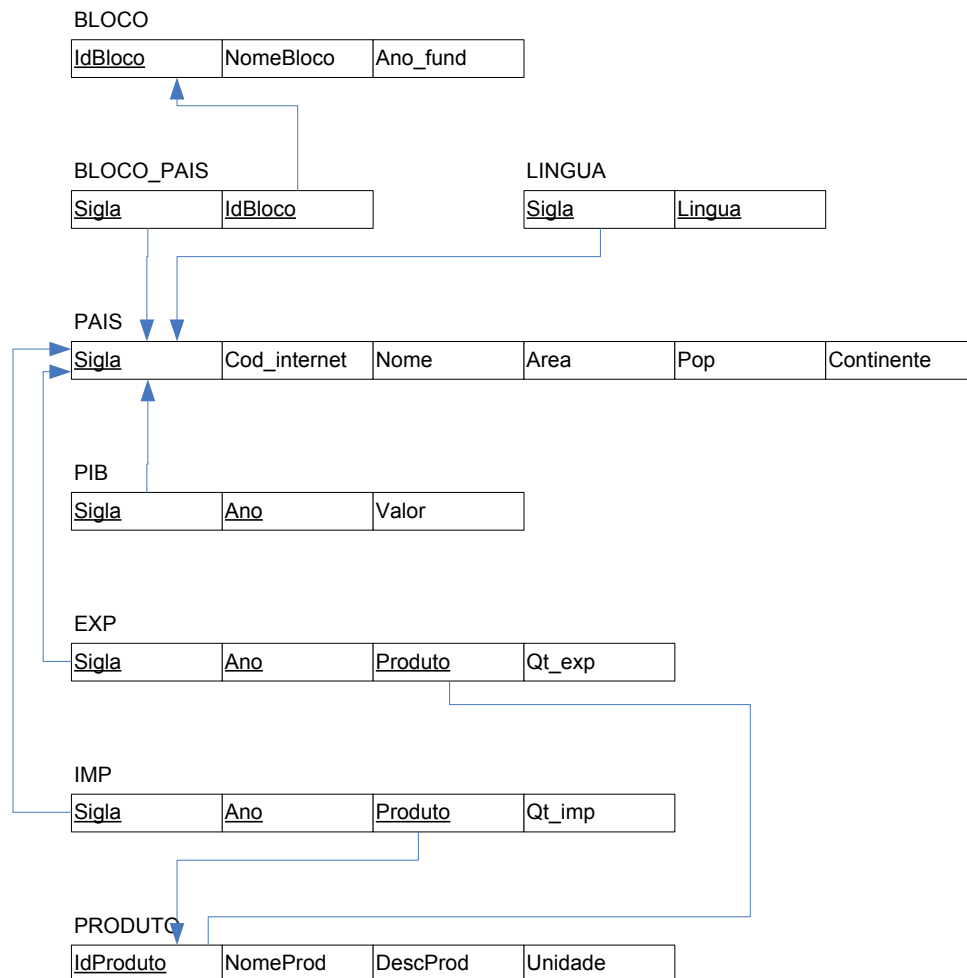 BLOCO
IdBloco NomeBloco Ano_fund
BLOCO_PAIS LINGUA
Sigla IdBloco Sigla Lingua
PAIS
Sigla Cod_internet Nome Area Pop Continente
PIB
Sigla Ano Valor
EXP
Sigla Ano Produto Qt_exp
IMP
Sigla Ano Produto Qt_imp
PRODUTO
IdProduto NomeProd DescProd Unidade